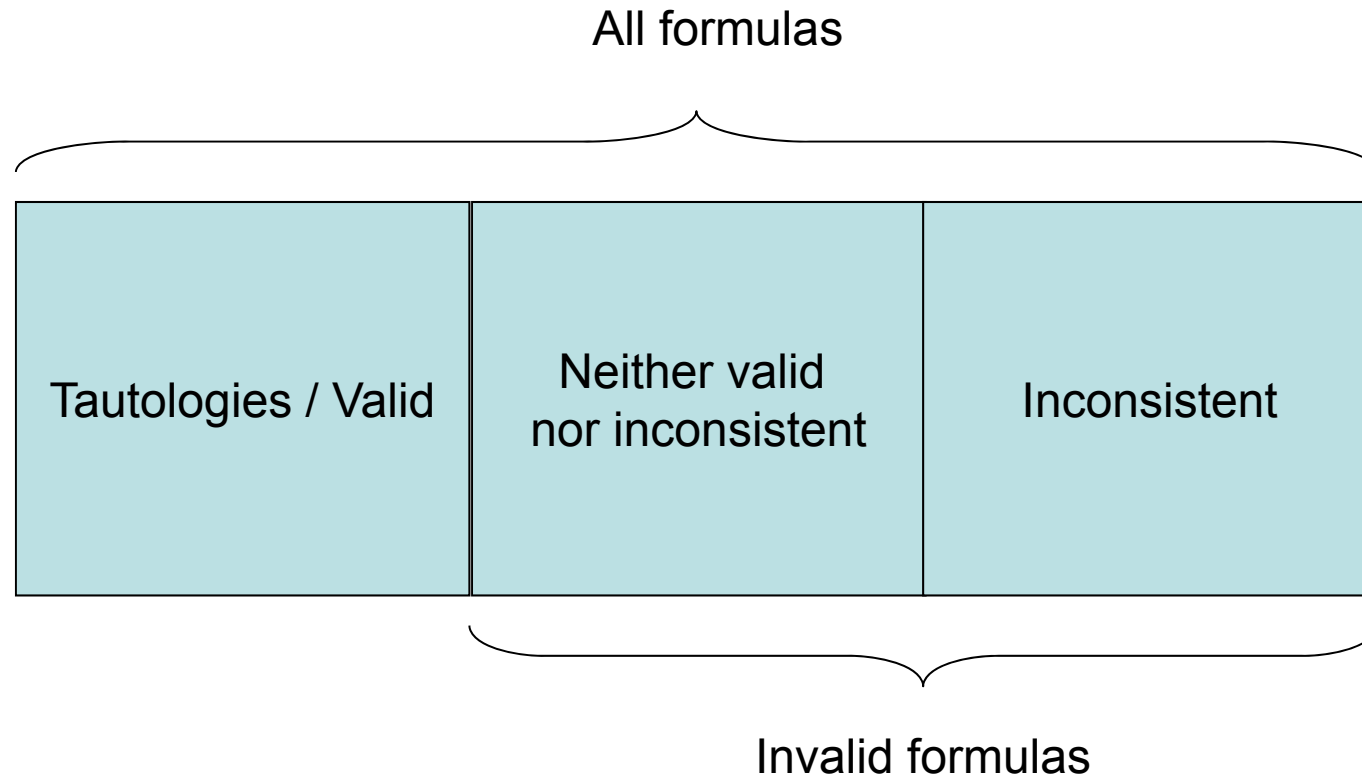 All formulas
Tautologies / Valid
Neither valid
nor inconsistent
Inconsistent
Invalid formulas